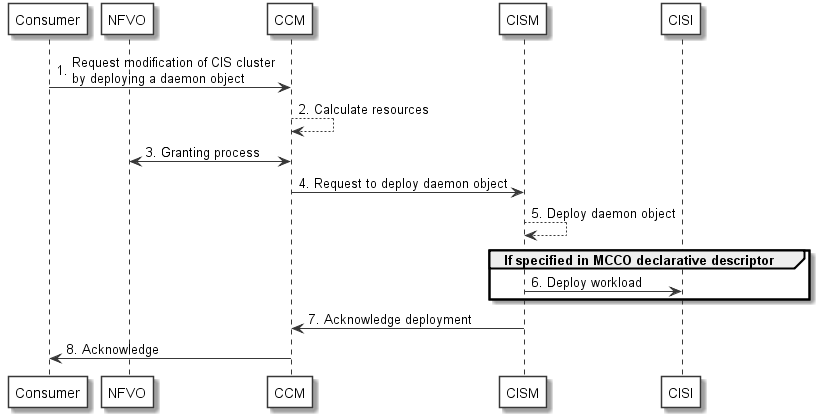 Consumer
NFVO
CCM
CISM
CISI
1. Request modification of CIS cluster
by deploying a daemon object
2. Calculate resources
3. Granting process
4. Request to deploy daemon object
5. Deploy daemon object
If specified in MCCO declarative descriptor
6. Deploy workload
7. Acknowledge deployment
8. Acknowledge
Consumer
NFVO
CCM
CISM
CISI